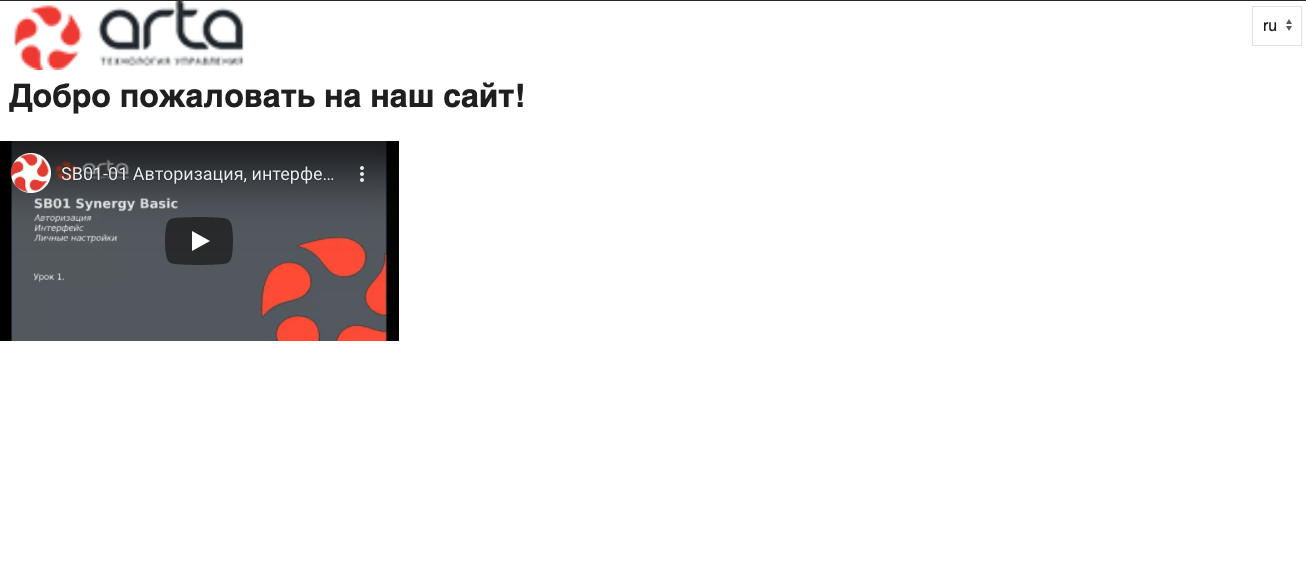 arta
ТЕХНОЛОГИЯ УПРАВЛЕНИЯ
ru
Добро пожаловать на наш сайт!
arta
SB01-01 Авторизация, интерфе...
SB01 Synergy Basic
Авторизация
Интерфейс
Личные настройки
Урок 1.